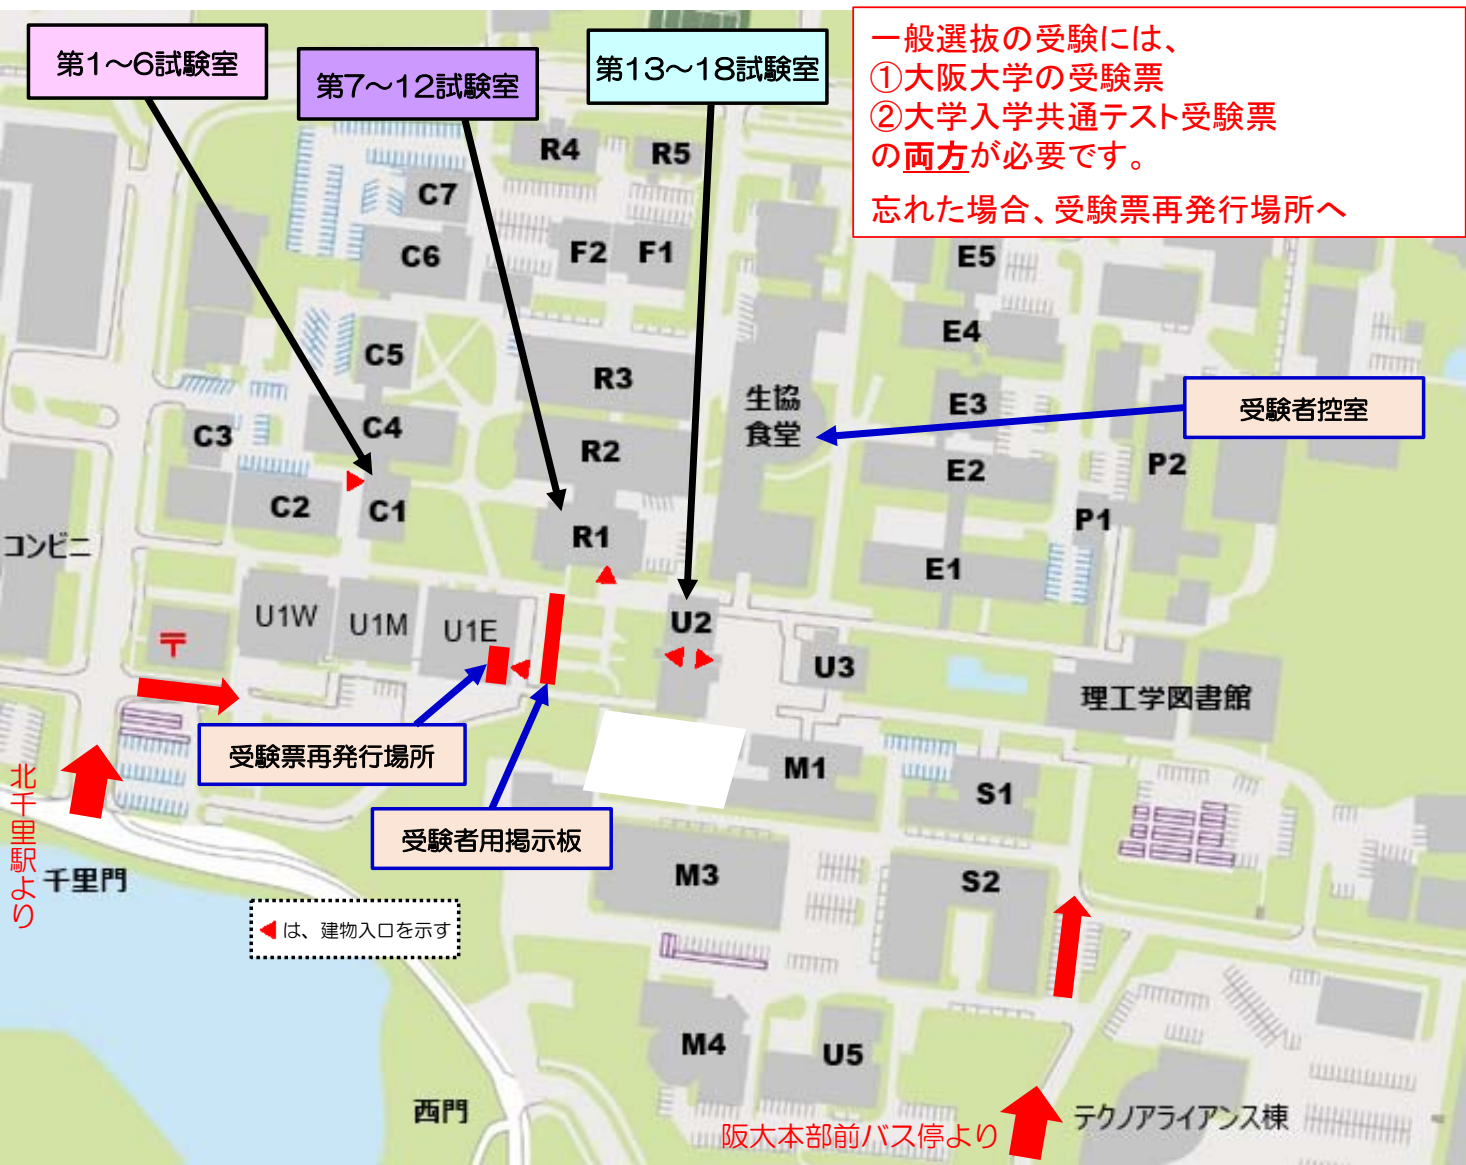 第1～6試験室
第7～12試験室
第13～18試験室
一般選抜の受験には、
①大阪大学の受験票
②大学入学共通テスト受験票
の両方が必要です。
忘れた場合、受験票再発行場所へ
R4
R5
C7
C6
F2
F1
E5
E4
C5
R3
生協
食堂
E3
受験者控室
C3
C4
R2
E2
P2
C2
C1
R1
P1
コンビニ
E1
U1W
U1M
U1E
U2
〒
U3
理工学図書館
受験票再発行場所
M1
S1
北千里駅より
受験者用掲示板
千里門
M3
S2
◀は、建物入口を示す
M4
U5
西門
阪大本部前バス停より
テクノアライアンス棟